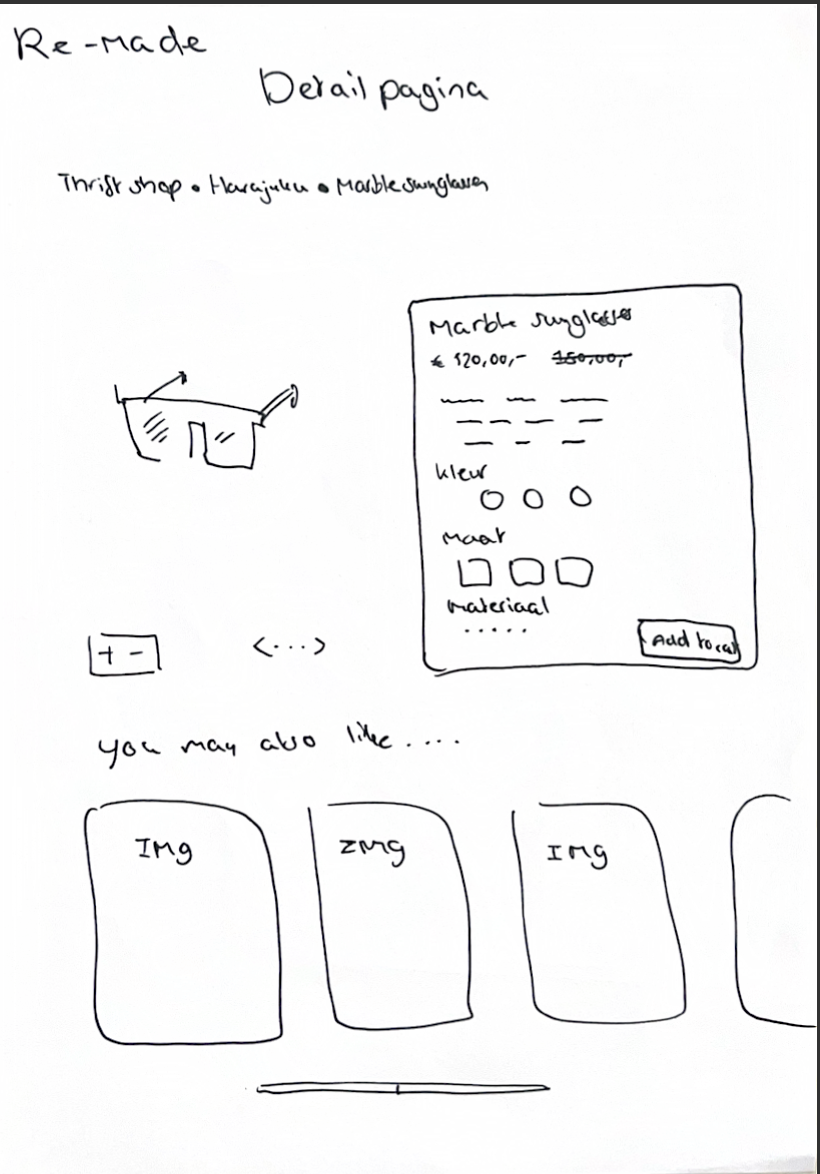 Re-made
Detail pagina
Thrift shop • Harajuku • Marble sunglasses
Marble sunglasses
€ 120,00,- 150,00,-
kleur
Maat
Materiaal
.....
+ -
<...>
Add to cart
you may also like....
IMg
IMg
IMg